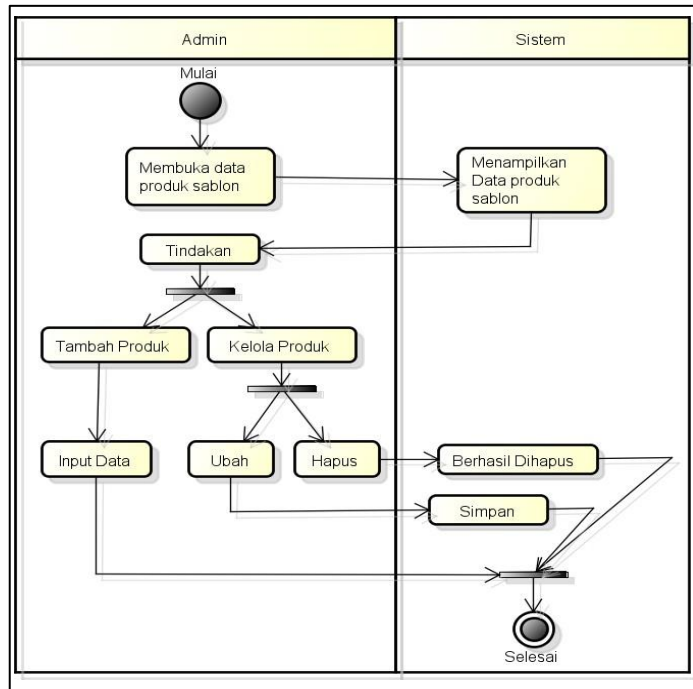 Admin
Sistem
Mulai
Membuka data
produk sablon
Menampilkan
Data produk
sablon
Tindakan
Tambah Produk
Kelola Produk
Input Data
Ubah
Hapus
Berhasil Dihapus
Simpan
Selesai